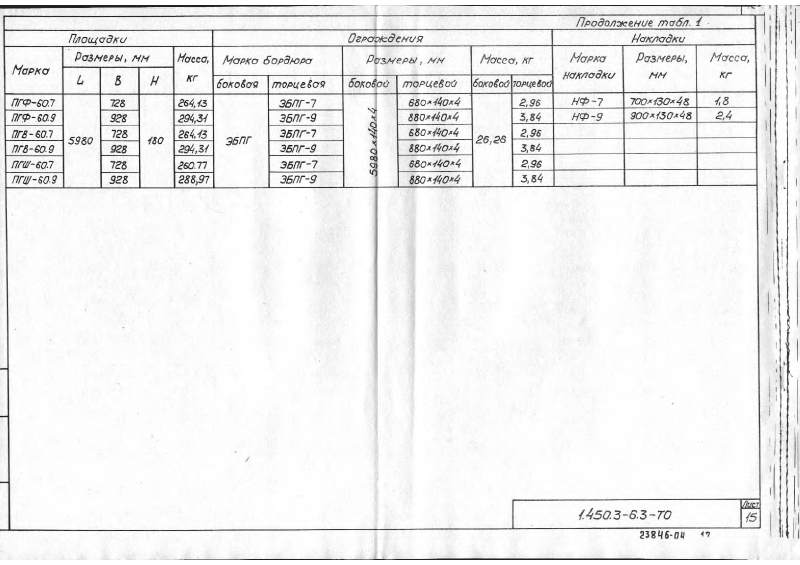 Продолжение табл. 1
Площадки Ограждения Накладки
Марка Размеры, мм Масса, кг Марка бордюра Размеры, мм Масса, кг Марка накладки Размеры, мм Масса, кг
L B H боковая торцевая боковой торцевой боковой торцевой
ПГФ-60.7 5980 728 180 264,13 ЭБПГ ЭБПГ-7 5980×140×4 680×140×4 26,26 2,96 НФ-7 700×130×48 1,8
ПГФ-60.9 928 294,31 ЭБПГ-9 880×140×4 3,84 НФ-9 900×130×48 2,4
ПГВ-60.7 728 264,13 ЭБПГ-7 680×140×4 2,96
ПГВ-60.9 928 294,31 ЭБПГ-9 880×140×4 3,84
ПГШ-60.7 728 260.77 ЭБПГ-7 680×140×4 2,96
ПГШ-60.9 928 288,97 ЭБПГ-9 880×140×4 3,84
1.450.3-6.3-ТО
Лист
15
23846-04 17